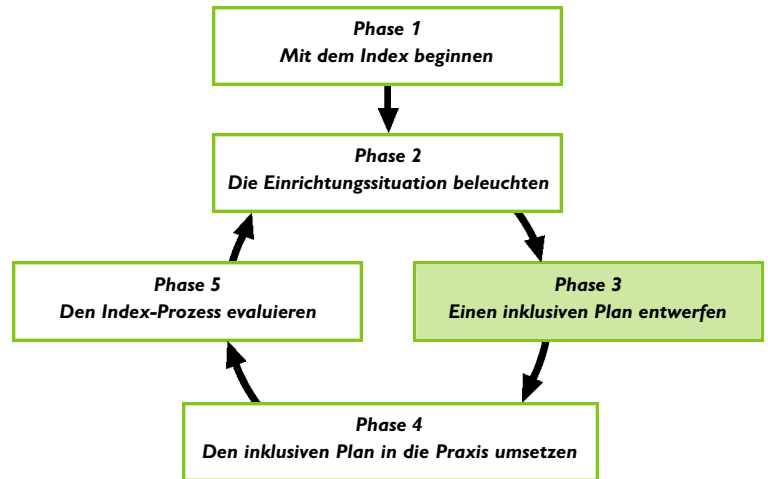 Phase 1
Mit dem Index beginnen
Phase 2
Die Einrichtungssituation beleuchten
Phase 5
Den Index-Prozess evaluieren
Phase 3
Einen inklusiven Plan entwerfen
Phase 4
Den inklusiven Plan in die Praxis umsetzen